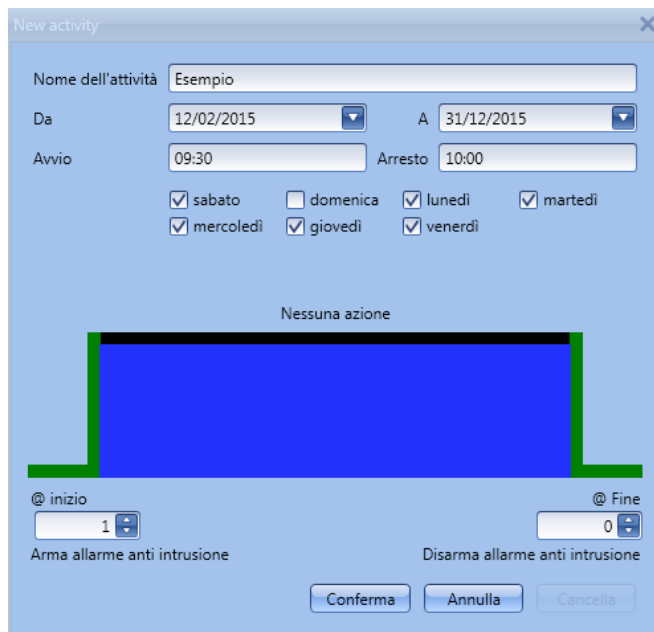 New activity
Nome dell'attività Esempio
Da 12/02/2015 A 31/12/2015
Avvio 09:30 Arresto 10:00
sabato domenica lunedì martedì
mercoledì giovedì venerdì
Nessuna azione
@ inizio @ Fine
1 0
Arma allarme anti intrusione Disarma allarme anti intrusione
Conferma Annulla Cancella